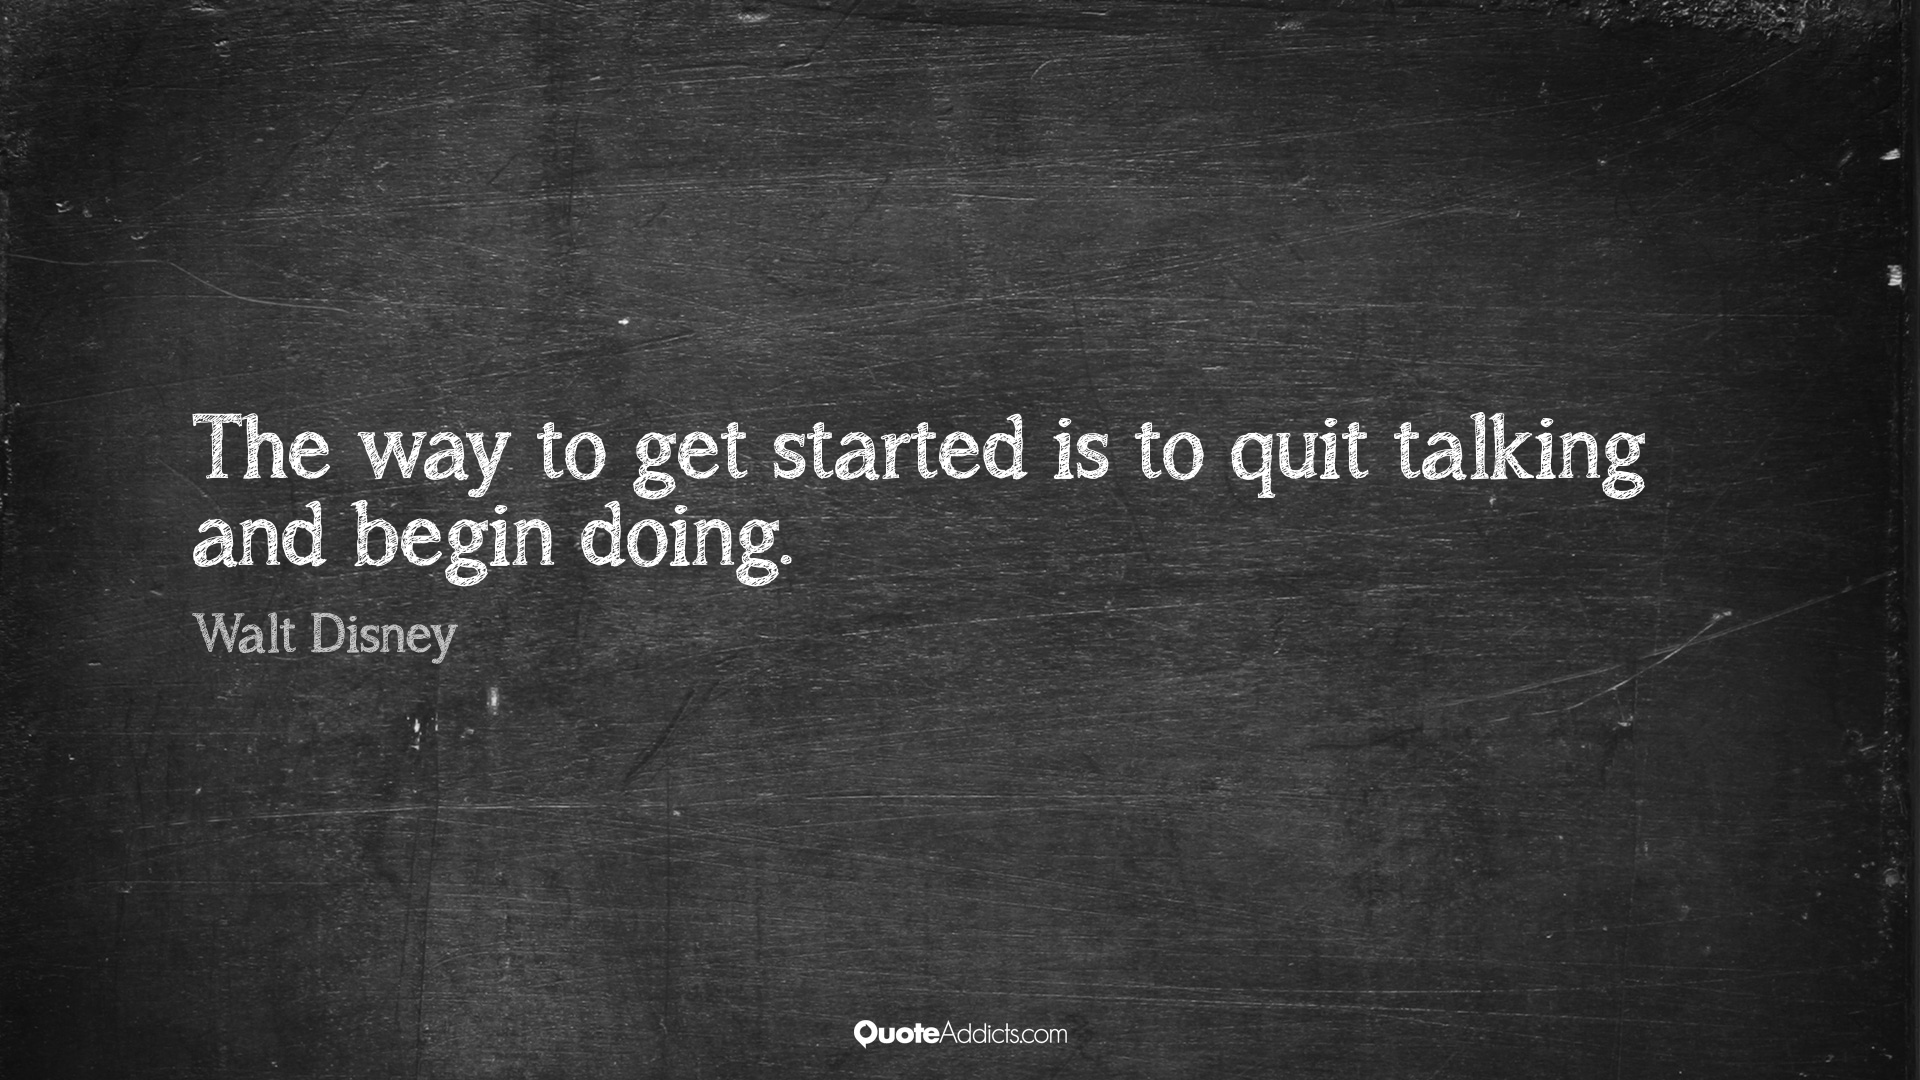 The way to get started is to quit talking
and begin doing.
Walt Disney
QuoteAddicts.com